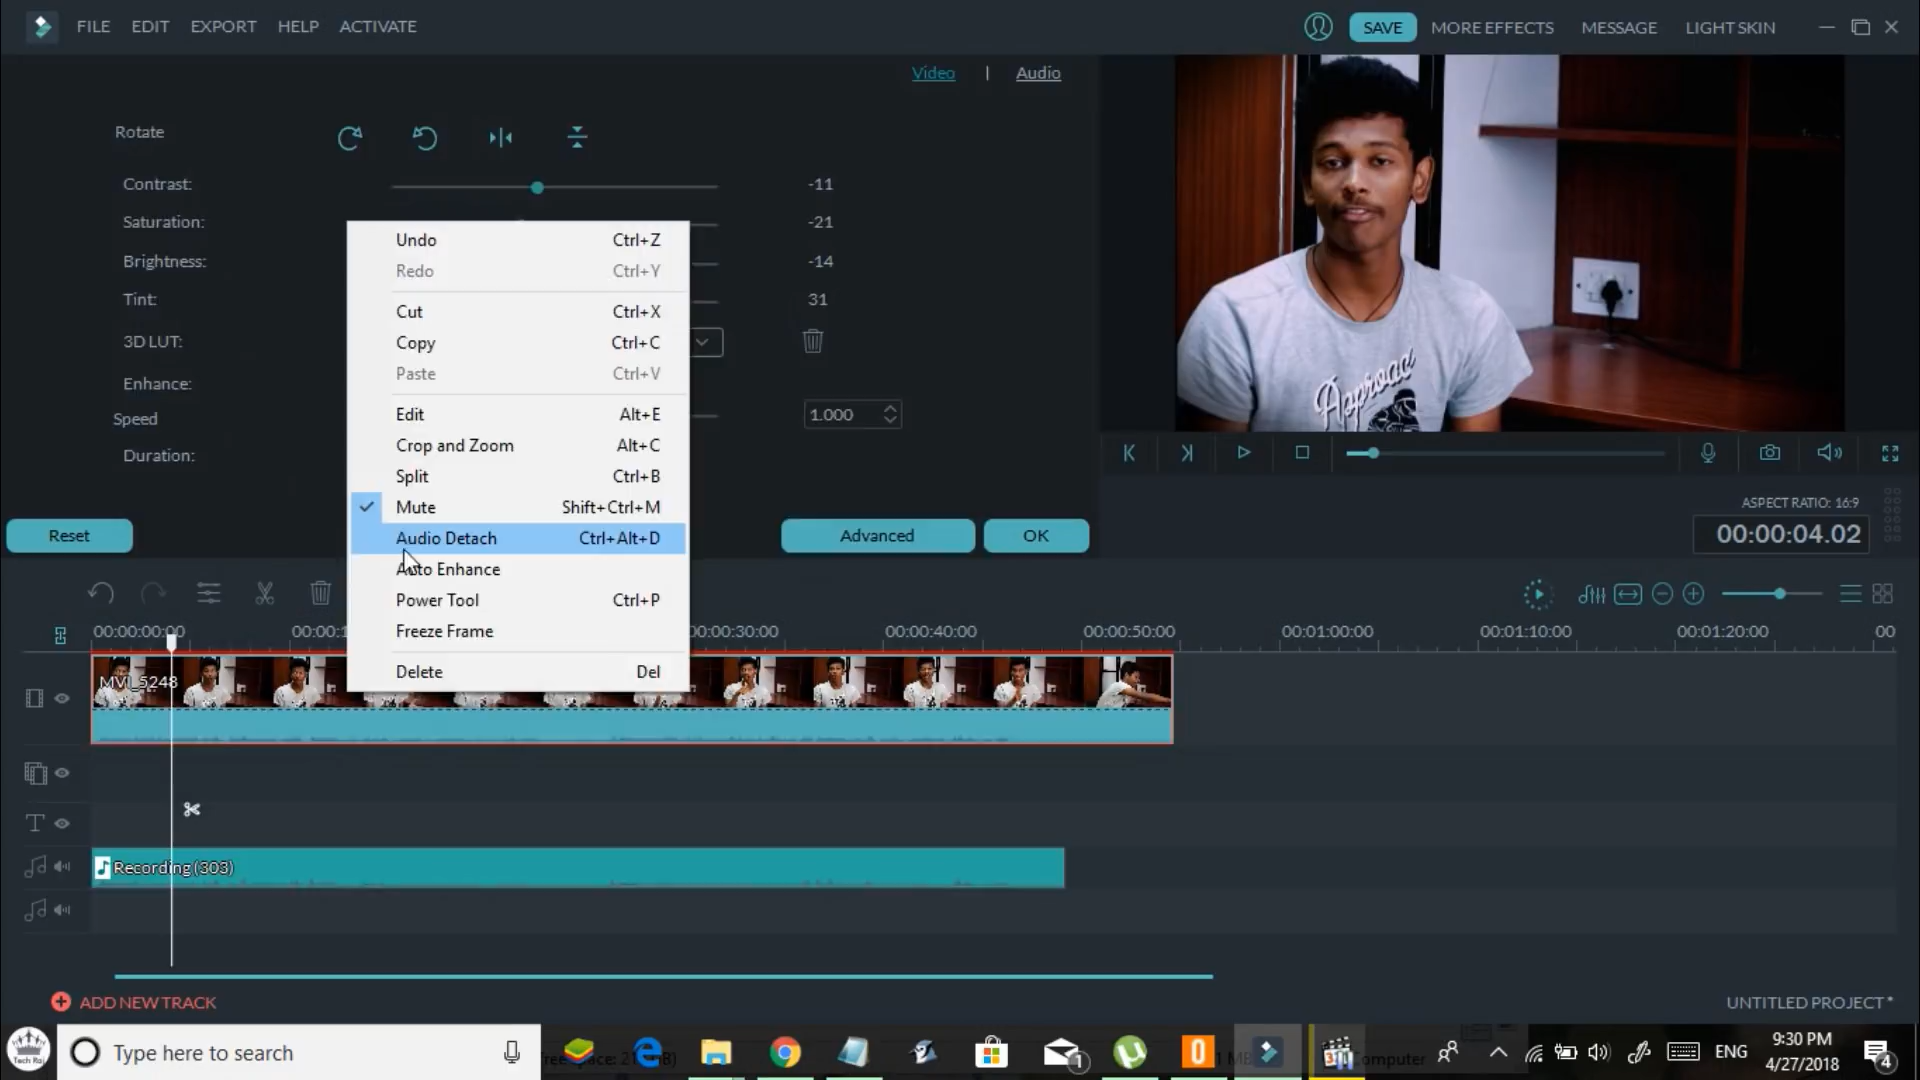 FILE EDIT EXPORT HELP ACTIVATE
SAVE MORE EFFECTS MESSAGE LIGHT SKIN
Video | Audio
Rotate
Contrast: -11
Saturation: -21
Brightness: -14
Tint: 31
3D LUT:
Enhance:
Speed 1.000
Duration:
Reset Advanced OK
Undo Ctrl+Z
Redo Ctrl+Y
Cut Ctrl+X
Copy Ctrl+C
Paste Ctrl+V
Edit Alt+E
Crop and Zoom Alt+C
Split Ctrl+B
Mute Shift+Ctrl+M
Audio Detach Ctrl+Alt+D
Auto Enhance
Power Tool Ctrl+P
Freeze Frame
Delete Del
Approac
ASPECT RATIO: 16:9
00:00:04.02
00:00:00:00 00:00:1 00:00:30:00 00:00:40:00 00:00:50:00 00:01:00:00 00:01:10:00 00:01:20:00 00
MVI_5248
Recording (303)
ADD NEW TRACK
UNTITLED PROJECT *
Tech Raj
Type here to search
1
Computer
ENG
9:30 PM
4/27/2018
4